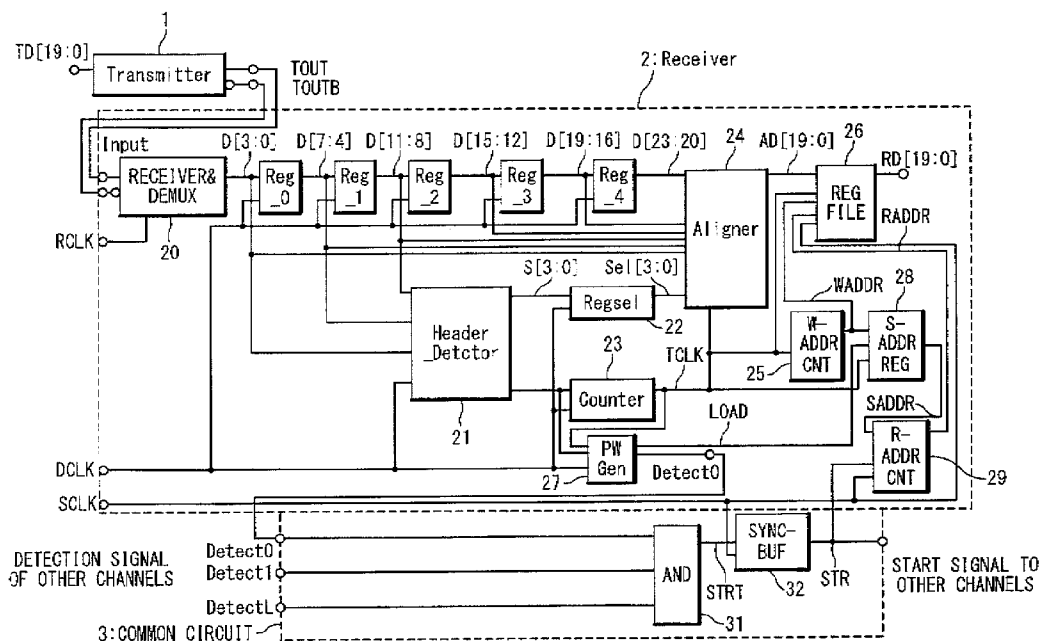 1
TD[19:0]
Transmitter
TOUT
TOUTB
2:Receiver
Input
D[3:0]
D[7:4]
D[11:8]
D[15:12]
D[19:16]
D[23:20]
24
AD[19:0]
26
RD[19:0]
RECEIVER&
DEMUX
Reg
_0
Reg
_1
Reg
_2
Reg
_3
Reg
_4
Aligner
REG
FILE
RADDR
RCLK
20
S[3:0]
Sel[3:0]
WADDR
28
Header
_Detctor
Regsel
22
W-
ADDR
CNT
S-
ADDR
REG
23
TCLK
25
Counter
21
LOAD
SADDR
PW
Gen
R-
ADDR
CNT
DCLK
27
Detect0
29
SCLK
DETECTION SIGNAL
OF OTHER CHANNELS
Detect0
Detect1
DetectL
AND
SYNC-
BUF
STRT
32
STR
START SIGNAL TO
OTHER CHANNELS
3:COMMON CIRCUIT
31